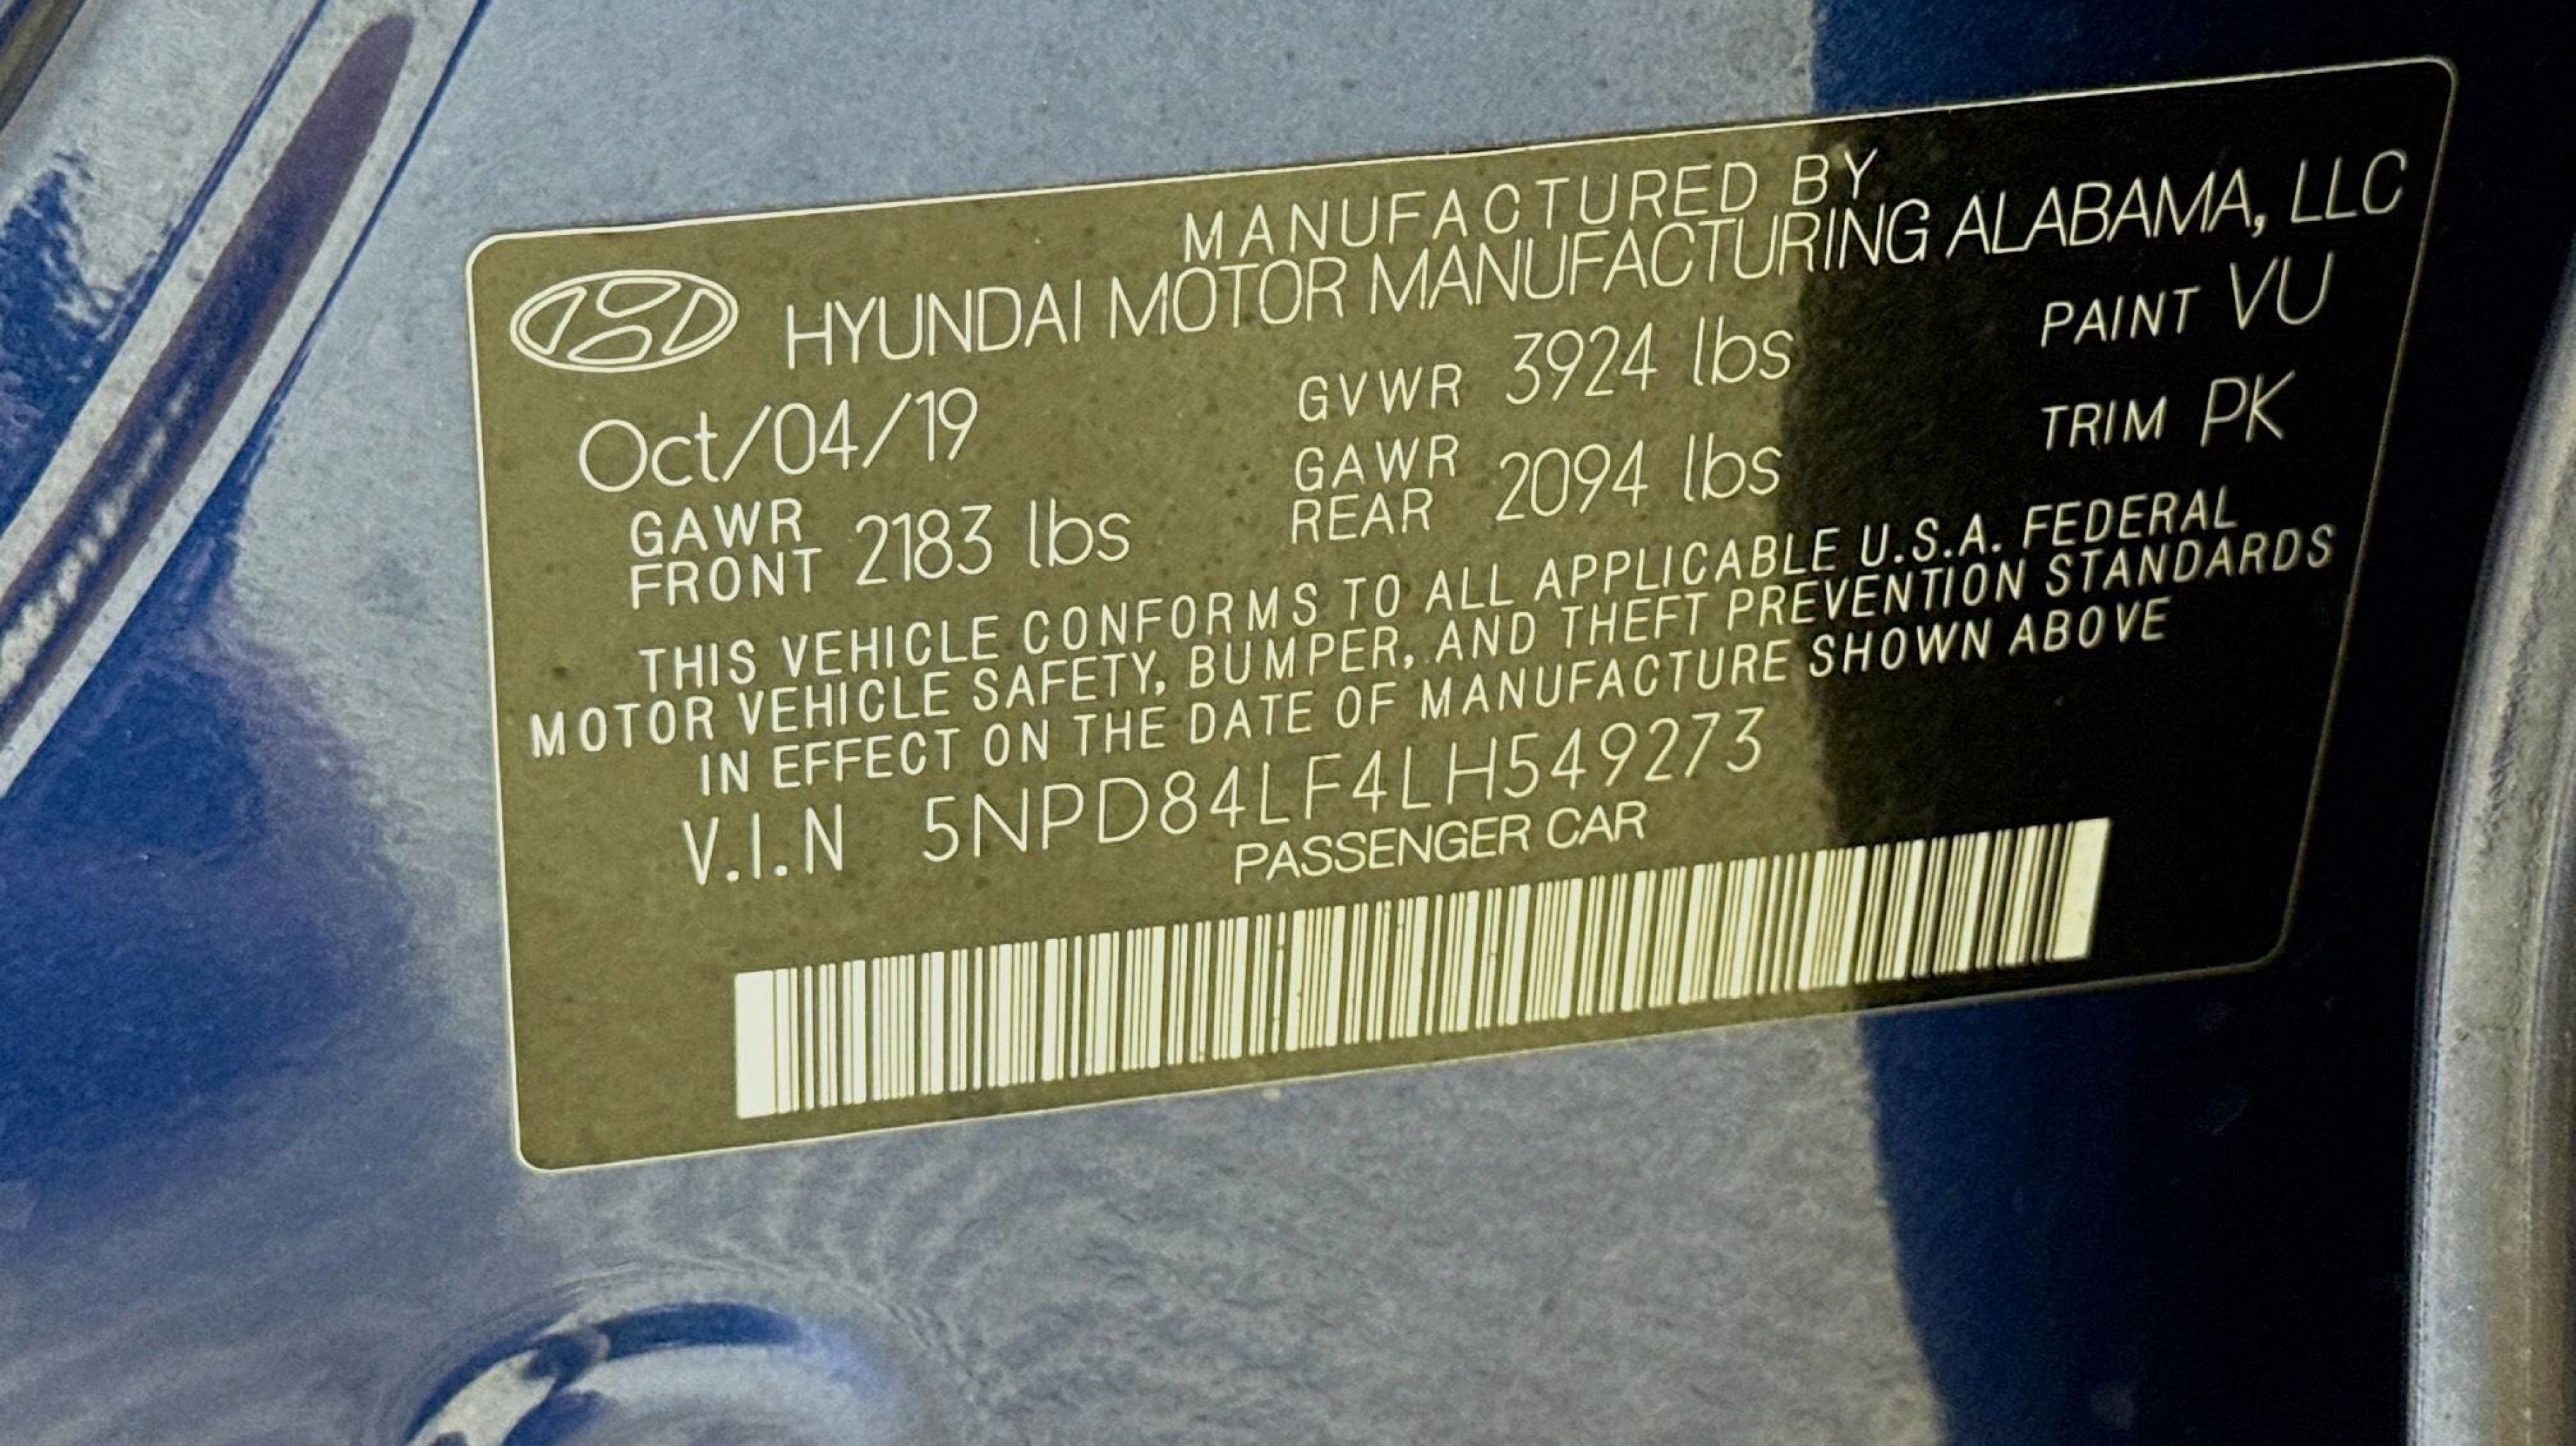 MANUFACTURED BY
HYUNDAI MOTOR MANUFACTURING ALABAMA, LLC
Oct/04/19 GVWR 3924 lbs PAINT VU
GAWR FRONT 2183 lbs GAWR REAR 2094 lbs TRIM PK
THIS VEHICLE CONFORMS TO ALL APPLICABLE U.S.A. FEDERAL
MOTOR VEHICLE SAFETY, BUMPER, AND THEFT PREVENTION STANDARDS
IN EFFECT ON THE DATE OF MANUFACTURE SHOWN ABOVE
V.I.N 5NPD84LF4LH549273
PASSENGER CAR